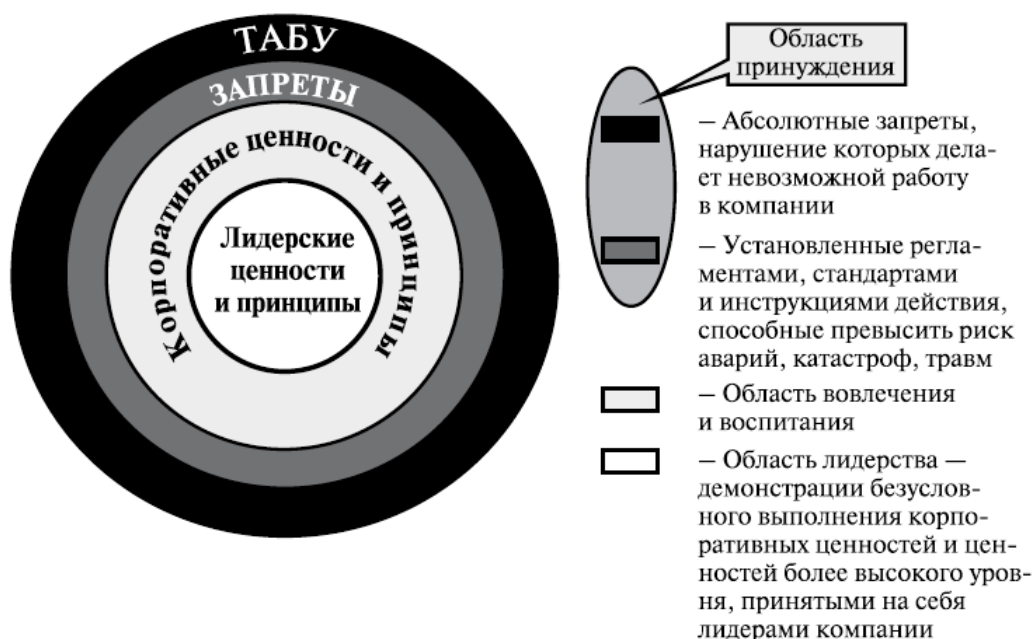 ТАБУ
ЗАПРЕТЫ
Корпоративные ценности и принципы
Лидерские
ценности
и принципы
Область
принуждения
– Абсолютные запреты,
нарушение которых дела-
ет невозможной работу
в компании
– Установленные регла-
ментами, стандартами
и инструкциями действия,
способные превысить риск
аварий, катастроф, травм
– Область вовлечения
и воспитания
– Область лидерства —
демонстрации безуслов-
ного выполнения корпо-
ративных ценностей и цен-
ностей более высокого уров-
ня, принятыми на себя
лидерами компании